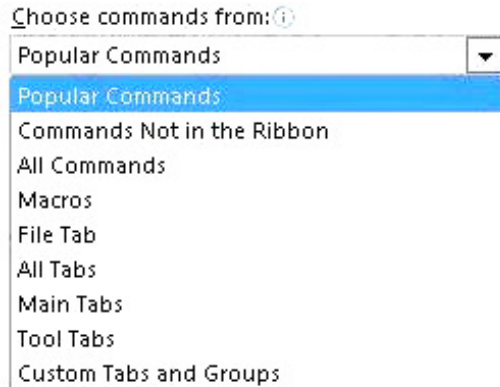 Choose commands from:
Popular Commands
Popular Commands
Commands Not in the Ribbon
All Commands
Macros
File Tab
All Tabs
Main Tabs
Tool Tabs
Custom Tabs and Groups